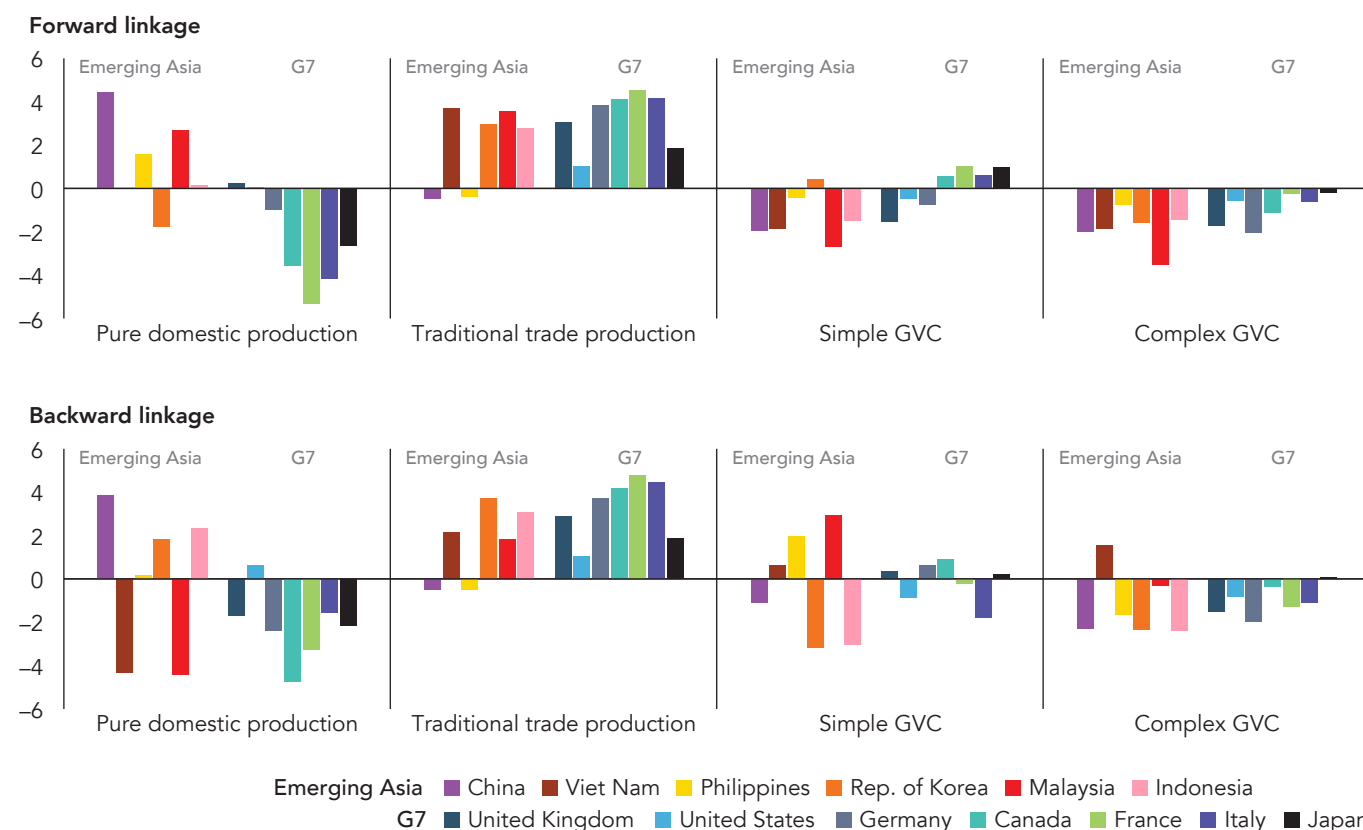 Forward linkage
6
4
2
0
–2
–4
–6
Emerging Asia G7
Emerging Asia G7
Emerging Asia G7
Emerging Asia G7
Pure domestic production
Traditional trade production
Simple GVC
Complex GVC
Backward linkage
6
4
2
0
–2
–4
–6
Emerging Asia G7
Emerging Asia G7
Emerging Asia G7
Emerging Asia G7
Pure domestic production
Traditional trade production
Simple GVC
Complex GVC
Emerging Asia China Viet Nam Philippines Rep. of Korea Malaysia Indonesia
G7 United Kingdom United States Germany Canada France Italy Japan